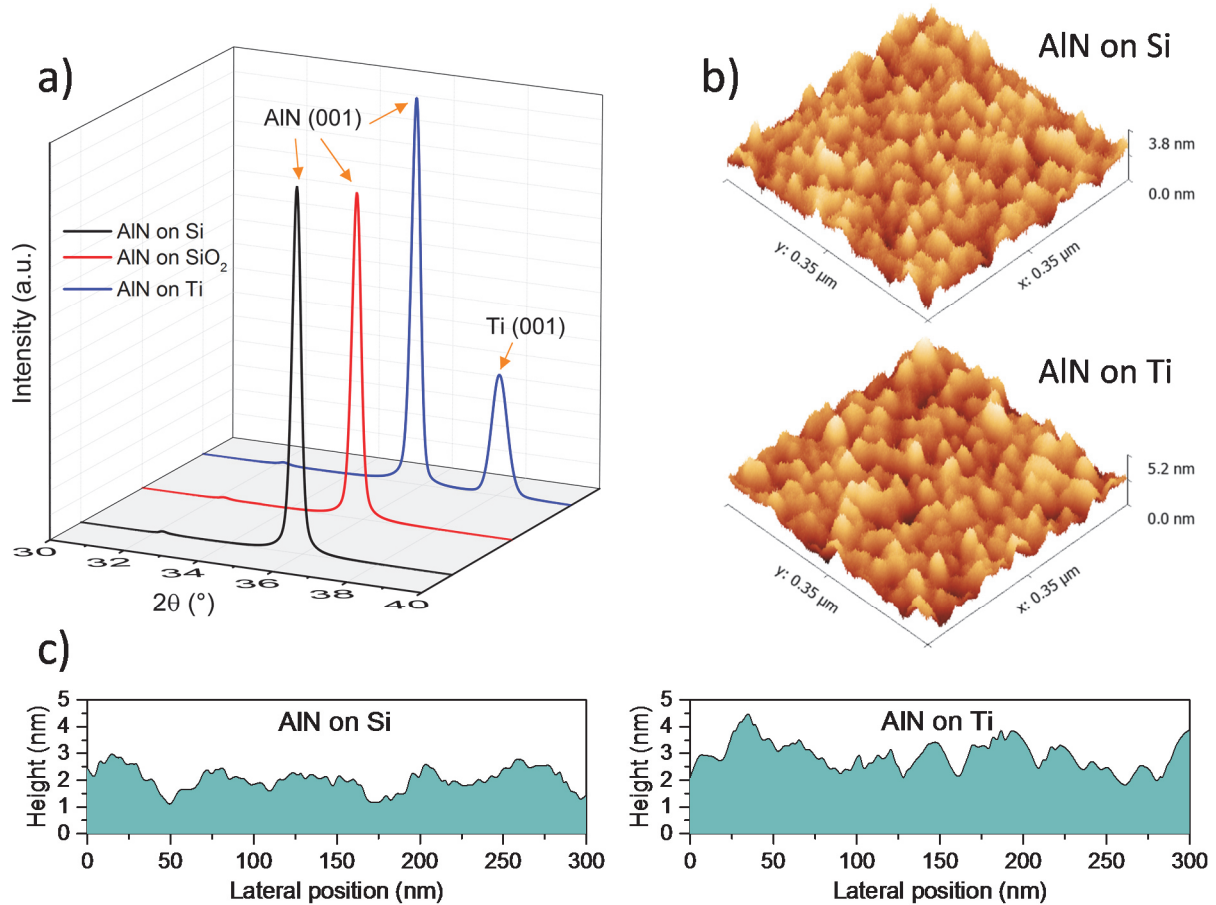 a)
AlN (001)
Ti (001)
AlN on Si
AlN on SiO₂
AlN on Ti
Intensity (a.u.)
30
32
34
36
38
40
2θ (°)
b)
AlN on Si
3.8 nm
0.0 nm
y: 0.35 µm
x: 0.35 µm
AlN on Ti
5.2 nm
0.0 nm
y: 0.35 µm
x: 0.35 µm
c)
AlN on Si
Height (nm)
5
4
3
2
1
0
0 50 100 150 200 250 300
Lateral position (nm)
AlN on Ti
Height (nm)
5
4
3
2
1
0
0 50 100 150 200 250 300
Lateral position (nm)